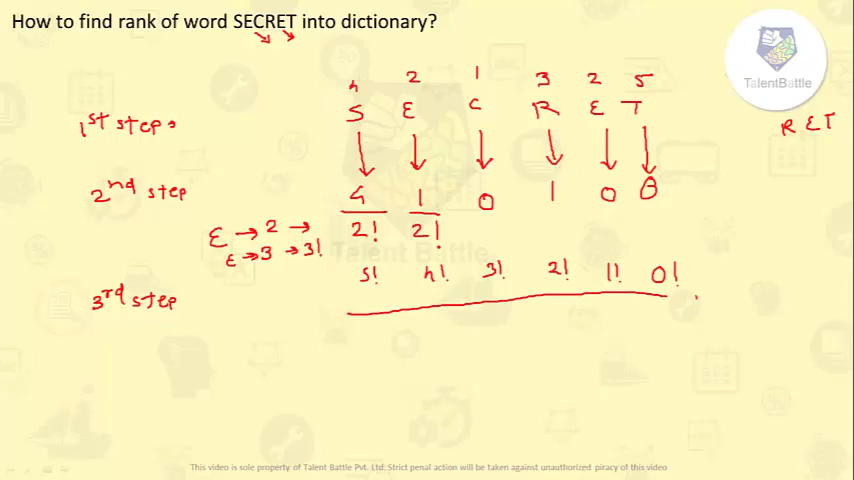 How to find rank of word SECRET into dictionary?
TalentBattle
4 2 1 3 2 5
1st step: S E C R E T
R E T
2nd step 4 1 0 1 0 0
2! 2!
E → 2 →
E → 3 → 3!
Talent Battle
3rd step 5! 4! 3! 2! 1! 0!
This video is sole property of Talent Battle Pvt. Ltd. Strict penal action will be taken against unauthorized piracy of this video